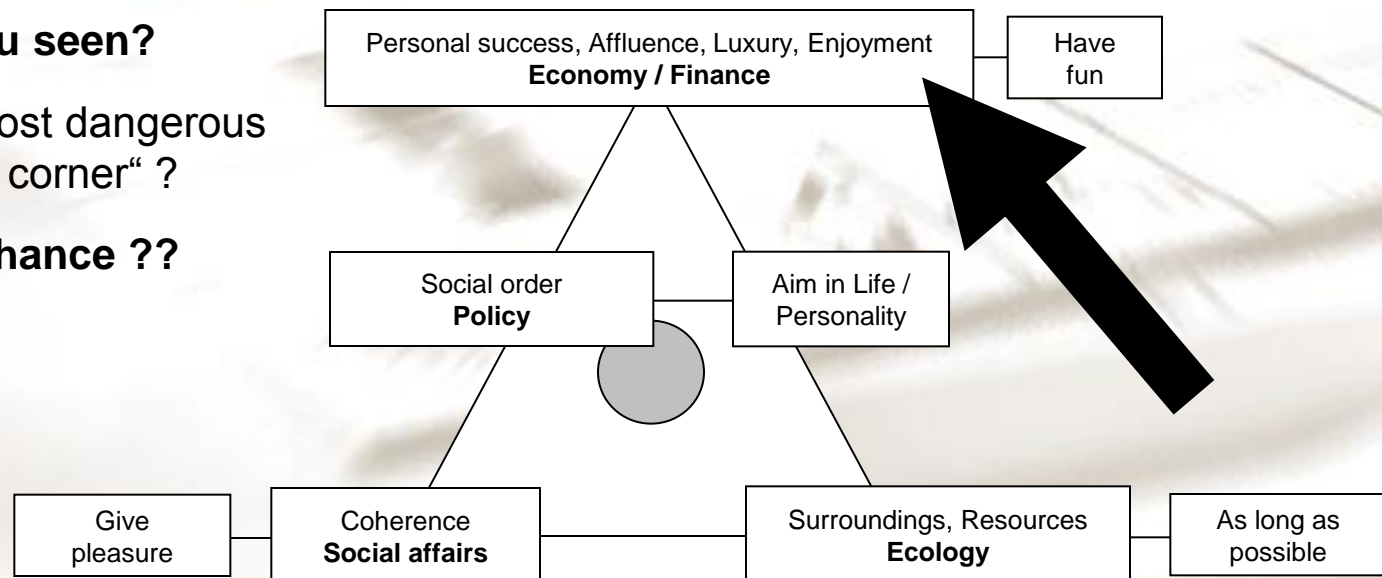 u seen?
ost dangerous
corner“ ?
hance ??
Personal success, Affluence, Luxury, Enjoyment
Economy / Finance
Have
fun
Social order
Policy
Aim in Life /
Personality
Give
pleasure
Coherence
Social affairs
Surroundings, Resources
Ecology
As long as
possible